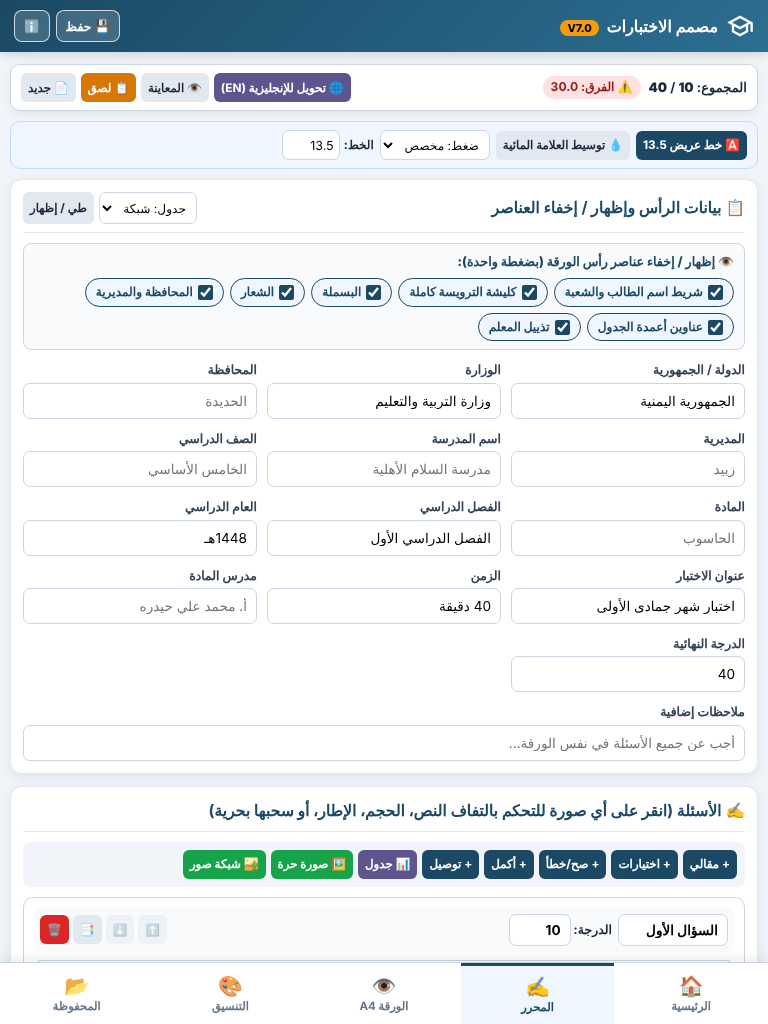 مصمم الاختبارات V7.0 💾 حفظ ℹ️
المجموع: 10 / 40 ⚠️ الفرق: 30.0 🌐 تحويل للإنجليزية (EN) 👁️ المعاينة 📋 لصق 📄 جديد
🅰️ خط عريض 13.5 💧 توسيط العلامة المائية ضغط: مخصص الخط: 13.5
📋 بيانات الرأس وإظهار / إخفاء العناصر جدول: شبكة طي / إظهار
👁️ إظهار / إخفاء عناصر رأس الورقة (بضغطة واحدة):
شريط اسم الطالب والشعبة كليشة الترويسة كاملة البسملة الشعار المحافظة والمديرية
عناوين أعمدة الجدول تذييل المعلم
الدولة / الجمهورية الوزارة المحافظة
الجمهورية اليمنية وزارة التربية والتعليم الحديدة
المديرية اسم المدرسة الصف الدراسي
زبيد مدرسة السلام الأهلية الخامس الأساسي
المادة الفصل الدراسي العام الدراسي
الحاسوب الفصل الدراسي الأول 1448هـ
عنوان الاختبار الزمن مدرس المادة
اختبار شهر جمادى الأولى 40 دقيقة أ. محمد علي حيدره
الدرجة النهائية
40
ملاحظات إضافية
أجب عن جميع الأسئلة في نفس الورقة...
✍️ الأسئلة (انقر على أي صورة للتحكم بالتفاف النص، الحجم، الإطار، أو سحبها بحرية)
+ مقالي + اختيارات + صح/خطأ + أكمل + توصيل 📊 جدول 🖼️ صورة حرة 🏞️ شبكة صور
السؤال الأول الدرجة: 10
الرئيسية المحرر الورقة A4 التنسيق المحفوظة